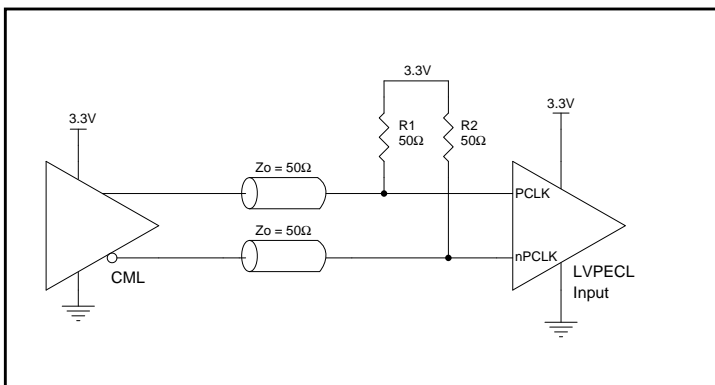 3.3V
3.3V
3.3V
R1
50Ω
R2
50Ω
Zo = 50Ω
PCLK
Zo = 50Ω
nPCLK
CML
LVPECL
Input